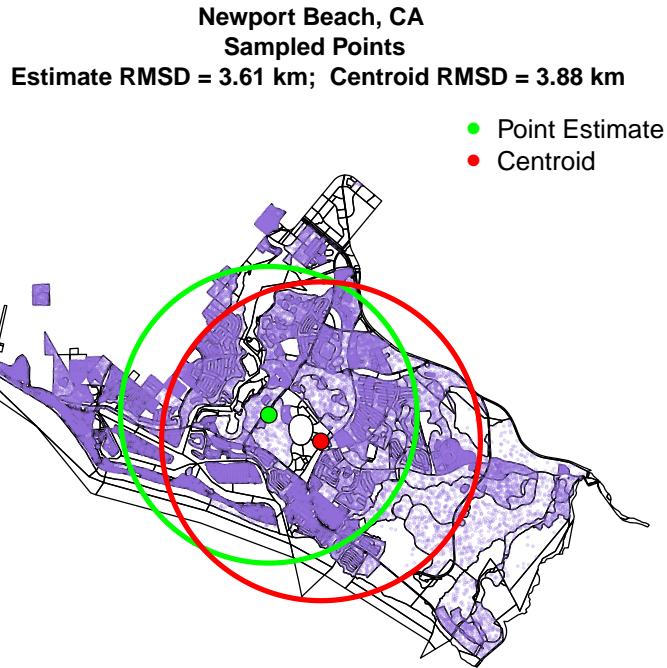 Newport Beach, CA
Sampled Points
Estimate RMSD = 3.61 km;  Centroid RMSD = 3.88 km
Point Estimate
Centroid